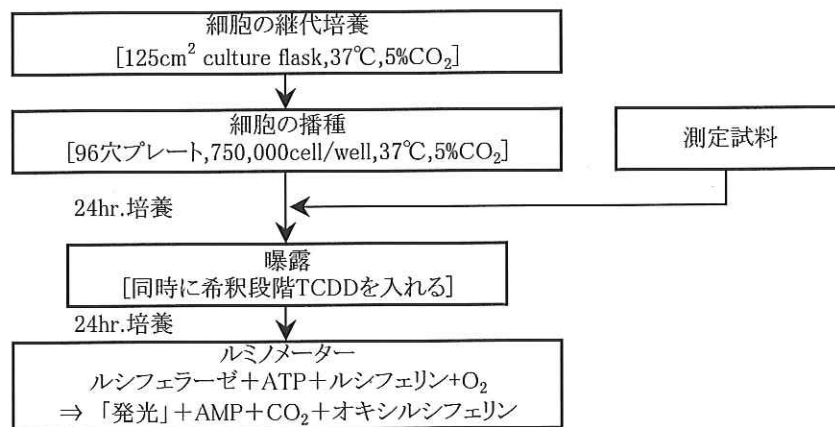 細胞の継代培養
[125cm² culture flask,37℃,5%CO₂]
細胞の播種
[96穴プレート,750,000cell/well,37℃,5%CO₂]
測定試料
24hr.培養
曝露
[同時に希釈段階TCDDを入れる]
24hr.培養
ルミノメーター
ルシフェラーゼ＋ATP＋ルシフェリン+O₂
⇒ 「発光」＋AMP＋CO₂＋オキシルシフェリン